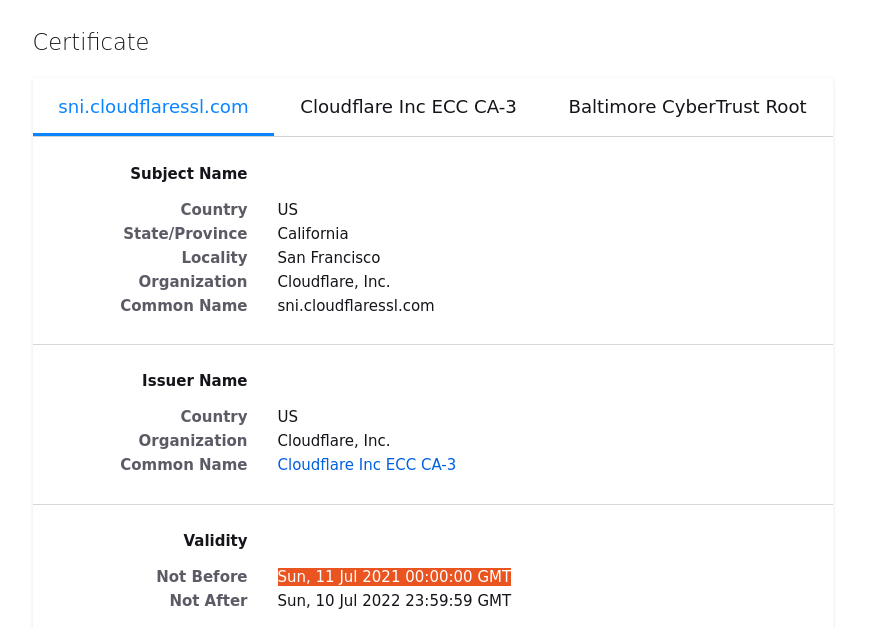 Certificate
sni.cloudflaressl.com Cloudflare Inc ECC CA-3 Baltimore CyberTrust Root
Subject Name
Country US
State/Province California
Locality San Francisco
Organization Cloudflare, Inc.
Common Name sni.cloudflaressl.com
Issuer Name
Country US
Organization Cloudflare, Inc.
Common Name Cloudflare Inc ECC CA-3
Validity
Not Before Sun, 11 Jul 2021 00:00:00 GMT
Not After Sun, 10 Jul 2022 23:59:59 GMT